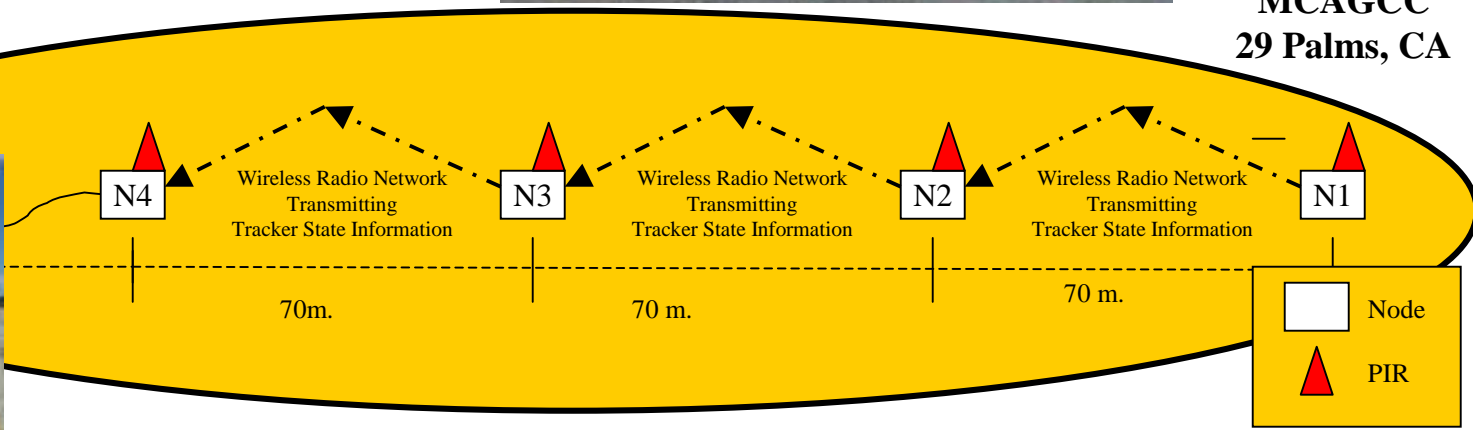 MCAGCC
29 Palms, CA
N4
Wireless Radio Network
Transmitting
Tracker State Information
N3
Wireless Radio Network
Transmitting
Tracker State Information
N2
Wireless Radio Network
Transmitting
Tracker State Information
N1
70m.
70 m.
70 m.
Node
PIR